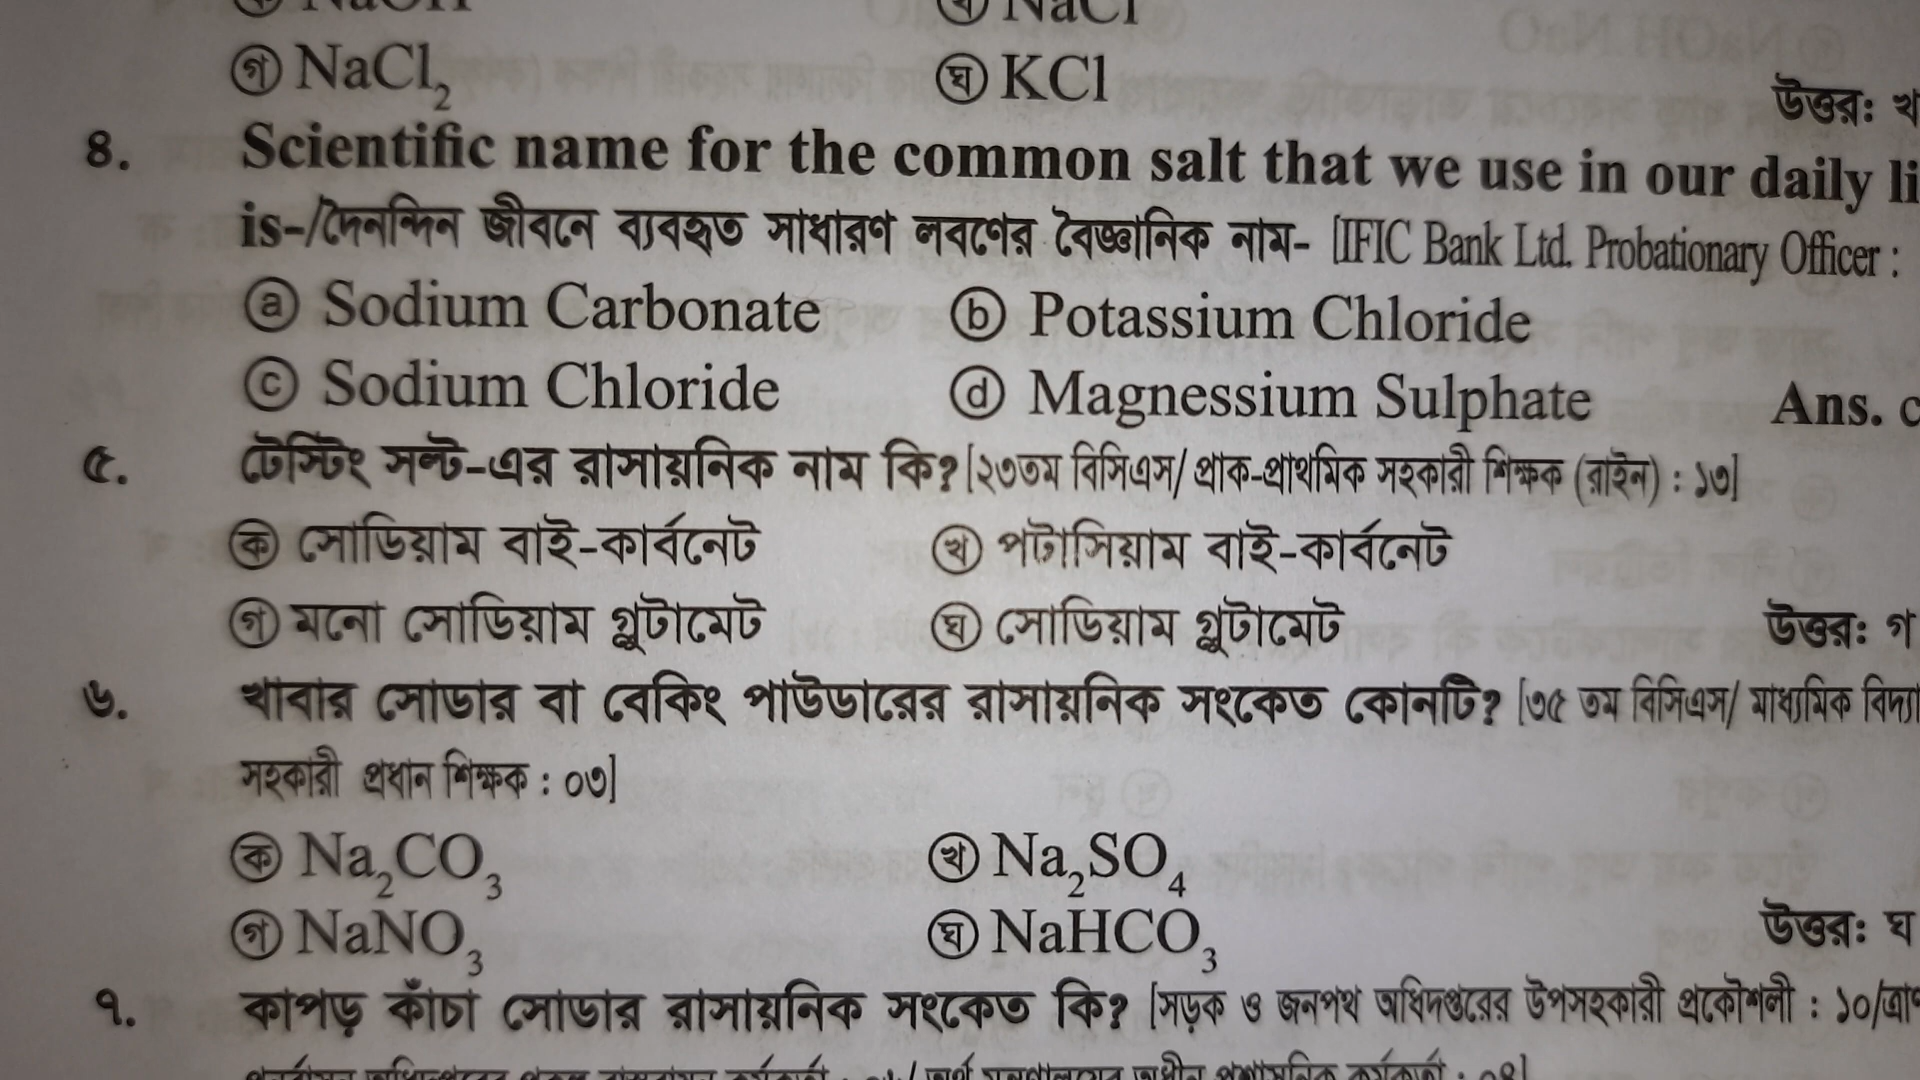 NaOH NaCl
গ NaCl₂ ঘ KCl উত্তর: খ
8. Scientific name for the common salt that we use in our daily li
is-/দৈনন্দিন জীবনে ব্যবহৃত সাধারণ লবণের বৈজ্ঞানিক নাম- [IFIC Bank Ltd. Probationary Officer :
a Sodium Carbonate b Potassium Chloride
c Sodium Chloride d Magnessium Sulphate Ans. c
৫. টেস্টিং সল্ট-এর রাসায়নিক নাম কি? [২৩তম বিসিএস/ প্রাক-প্রাথমিক সহকারী শিক্ষক (রাইন) : ১৩]
ক সোডিয়াম বাই-কার্বনেট খ পটাসিয়াম বাই-কার্বনেট
গ মনো সোডিয়াম গ্লুটামেট ঘ সোডিয়াম গ্লুটামেট উত্তর: গ
৬. খাবার সোডার বা বেকিং পাউডারের রাসায়নিক সংকেত কোনটি? [৩৫ তম বিসিএস/ মাধ্যমিক বিদ্যা
সহকারী প্রধান শিক্ষক : ০৩]
ক Na₂CO₃ খ Na₂SO₄
গ NaNO₃ ঘ NaHCO₃ উত্তর: ঘ
৭. কাপড় কাঁচা সোডার রাসায়নিক সংকেত কি? [সড়ক ও জনপথ অধিদপ্তরের উপসহকারী প্রকৌশলী : ১০/ত্রাণ